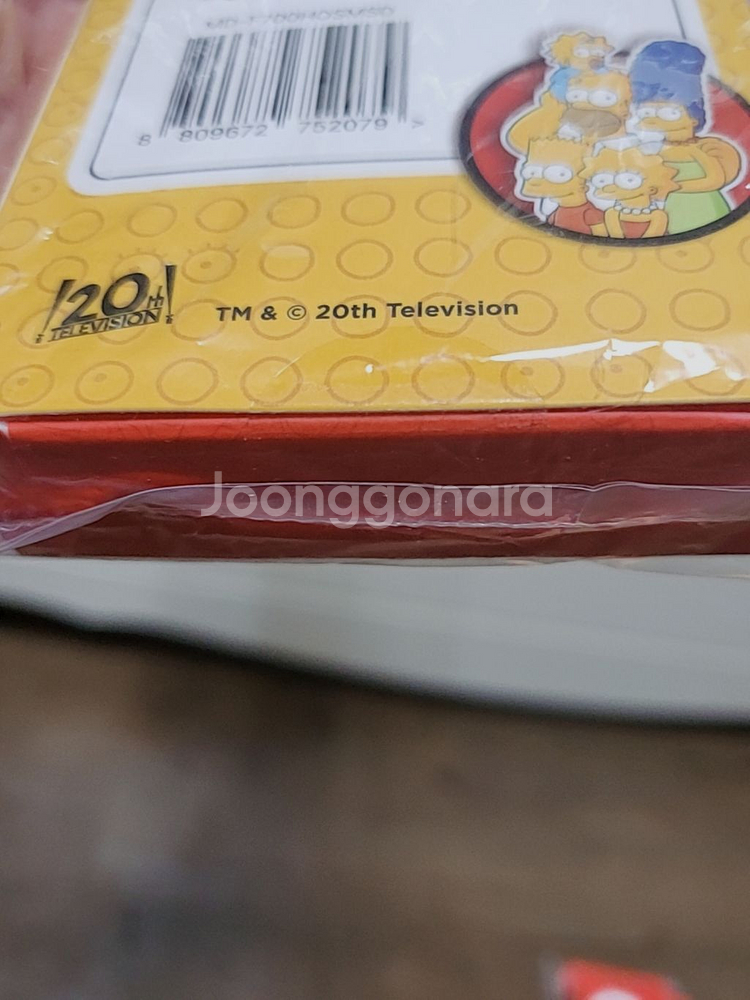 8 809672 752079 >
20th
TELEVISION
TM & © 20th Television
Joonggonara